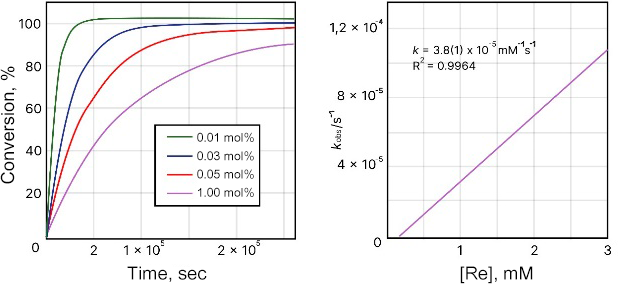 100
80
60
40
20
0
Conversion, %
0.01 mol%
0.03 mol%
0.05 mol%
1.00 mol%
2 1 × 10⁵ 2 × 10⁵
Time, sec
1,2 × 10⁻⁴
8 × 10⁻⁵
4 × 10⁻⁵
0
kobs/s⁻¹
k = 3.8(1) x 10⁻⁵ mM⁻¹s⁻¹
R² = 0.9964
1 2 3
[Re], mM